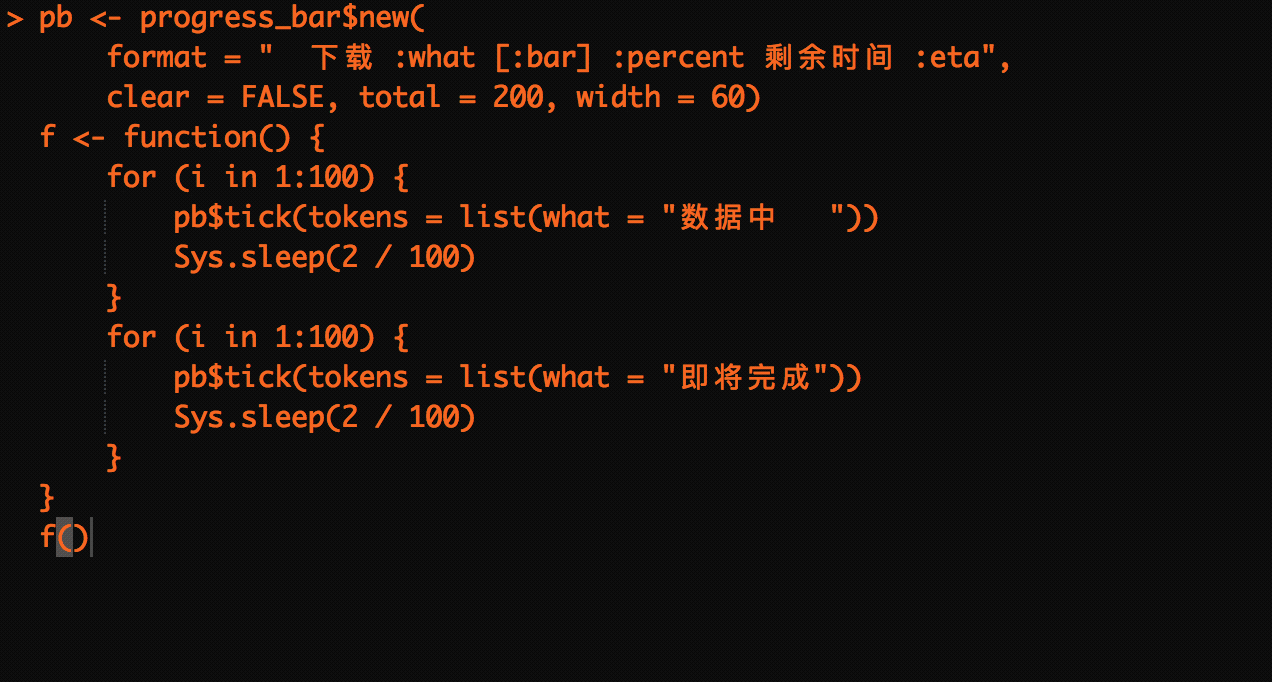 > pb <- progress_bar$new(
format = "  下载 :what [:bar] :percent 剩余时间 :eta",
clear = FALSE, total = 200, width = 60)
f <- function() {
for (i in 1:100) {
pb$tick(tokens = list(what = "数据中   "))
Sys.sleep(2 / 100)
}
for (i in 1:100) {
pb$tick(tokens = list(what = "即将完成"))
Sys.sleep(2 / 100)
}
}
f()